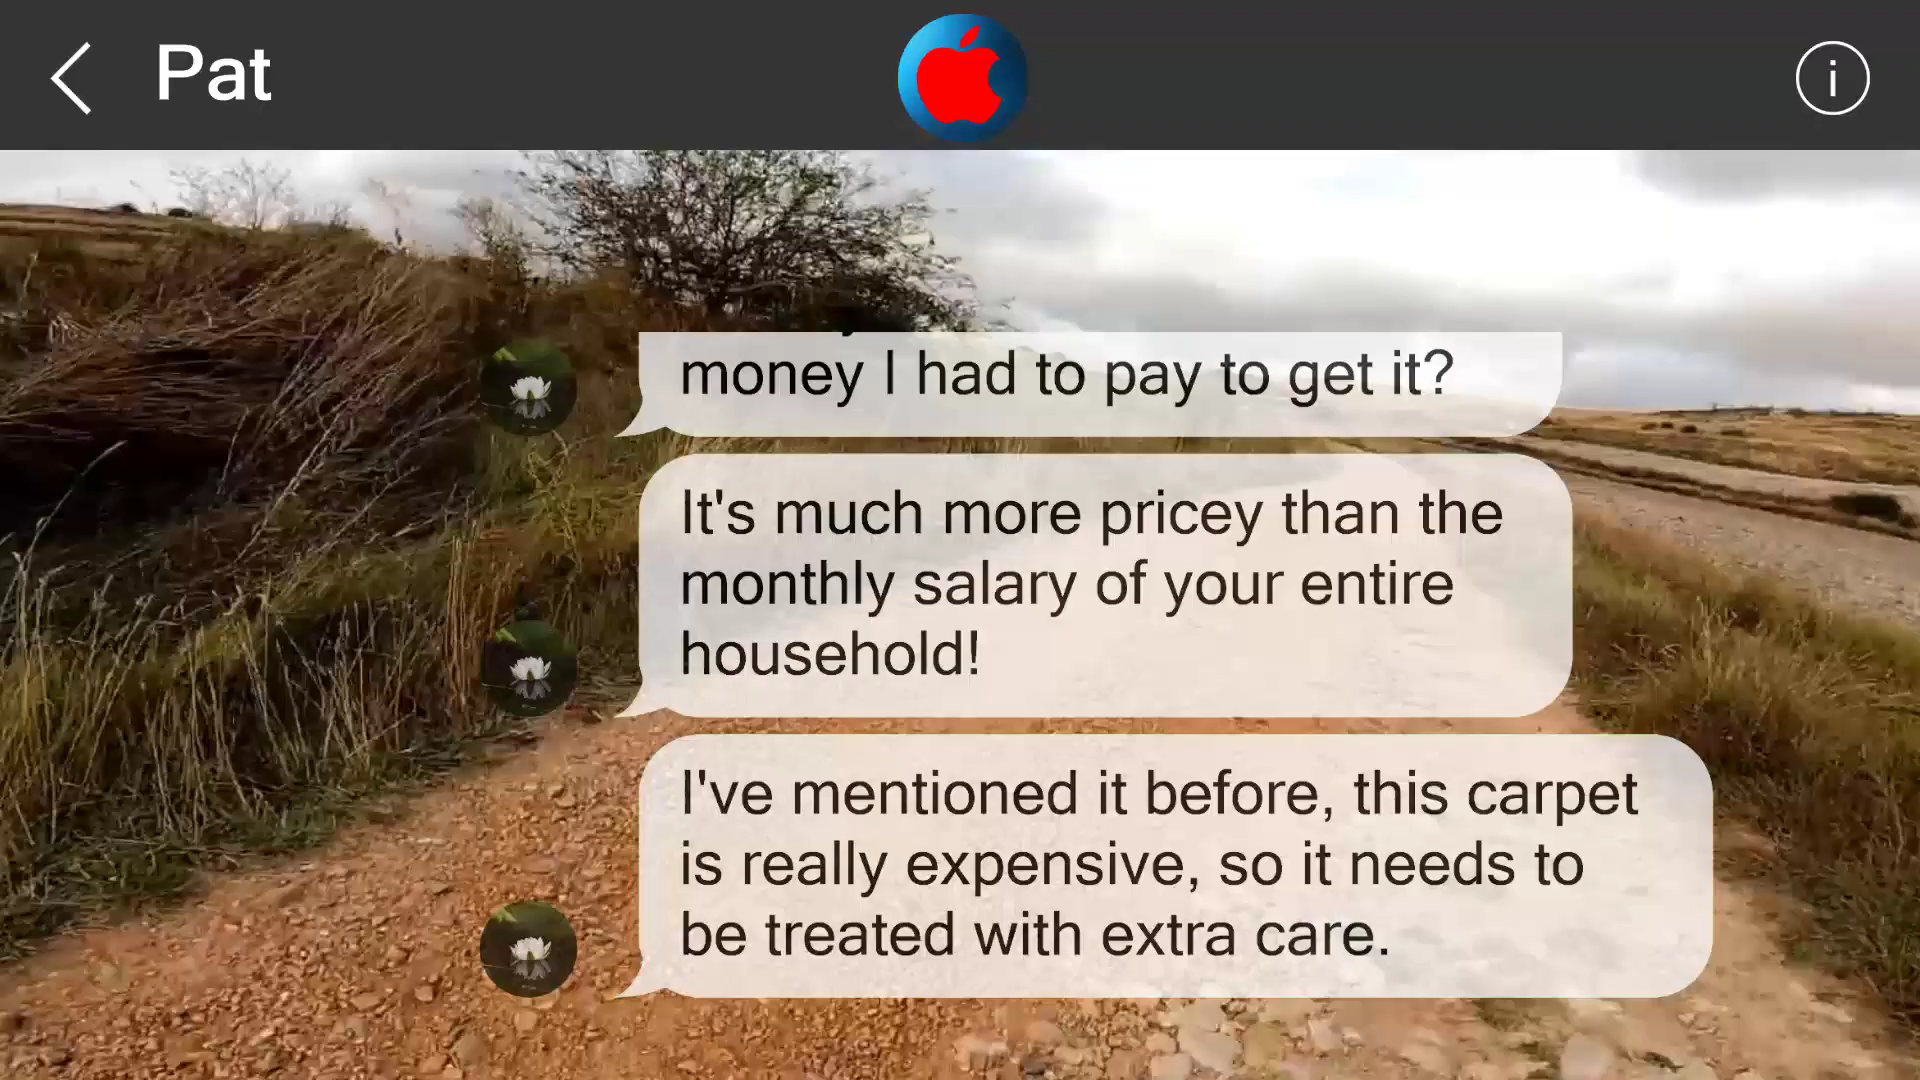 Pat
i
money I had to pay to get it?
It's much more pricey than the
monthly salary of your entire
household!
I've mentioned it before, this carpet
is really expensive, so it needs to
be treated with extra care.